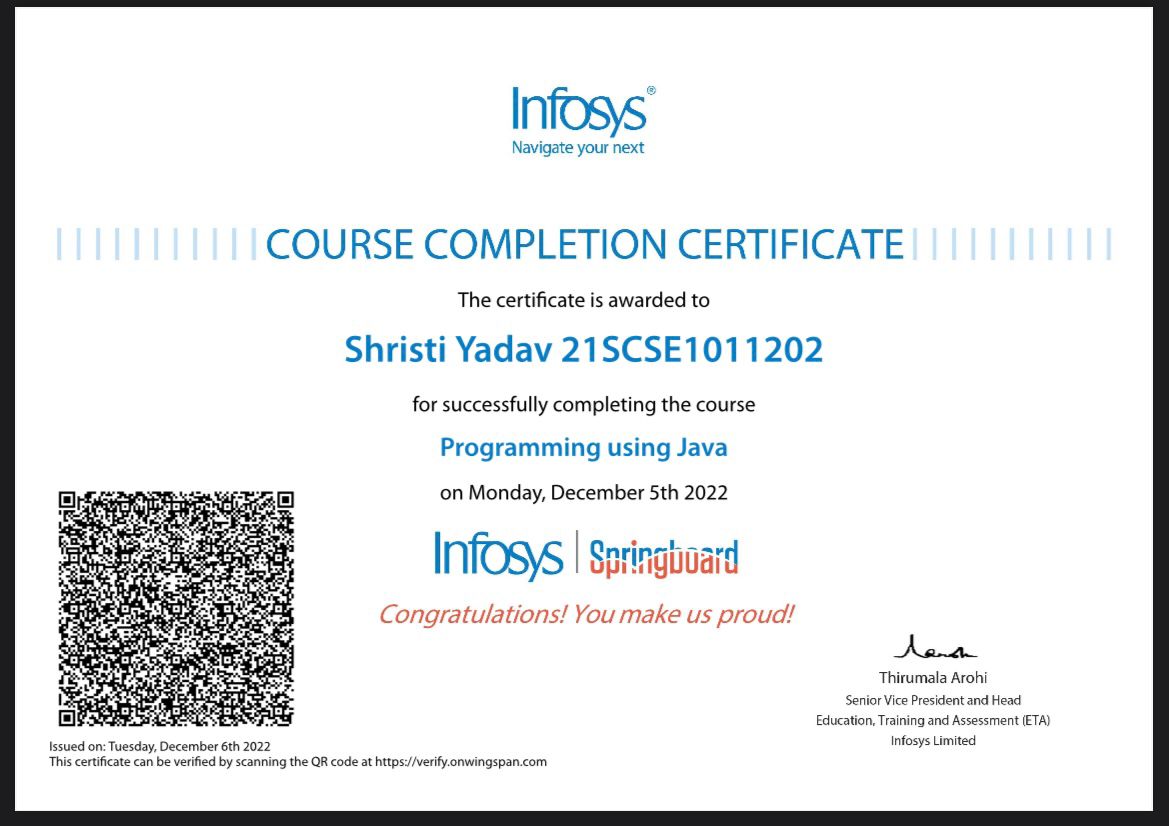 Infosys®
Navigate your next
COURSE COMPLETION CERTIFICATE
The certificate is awarded to
Shristi Yadav 21SCSE1011202
for successfully completing the course
Programming using Java
on Monday, December 5th 2022
Infosys | Springboard
Congratulations! You make us proud!
Thirumala Arohi
Senior Vice President and Head
Education, Training and Assessment (ETA)
Infosys Limited
Issued on: Tuesday, December 6th 2022
This certificate can be verified by scanning the QR code at https://verify.onwingspan.com